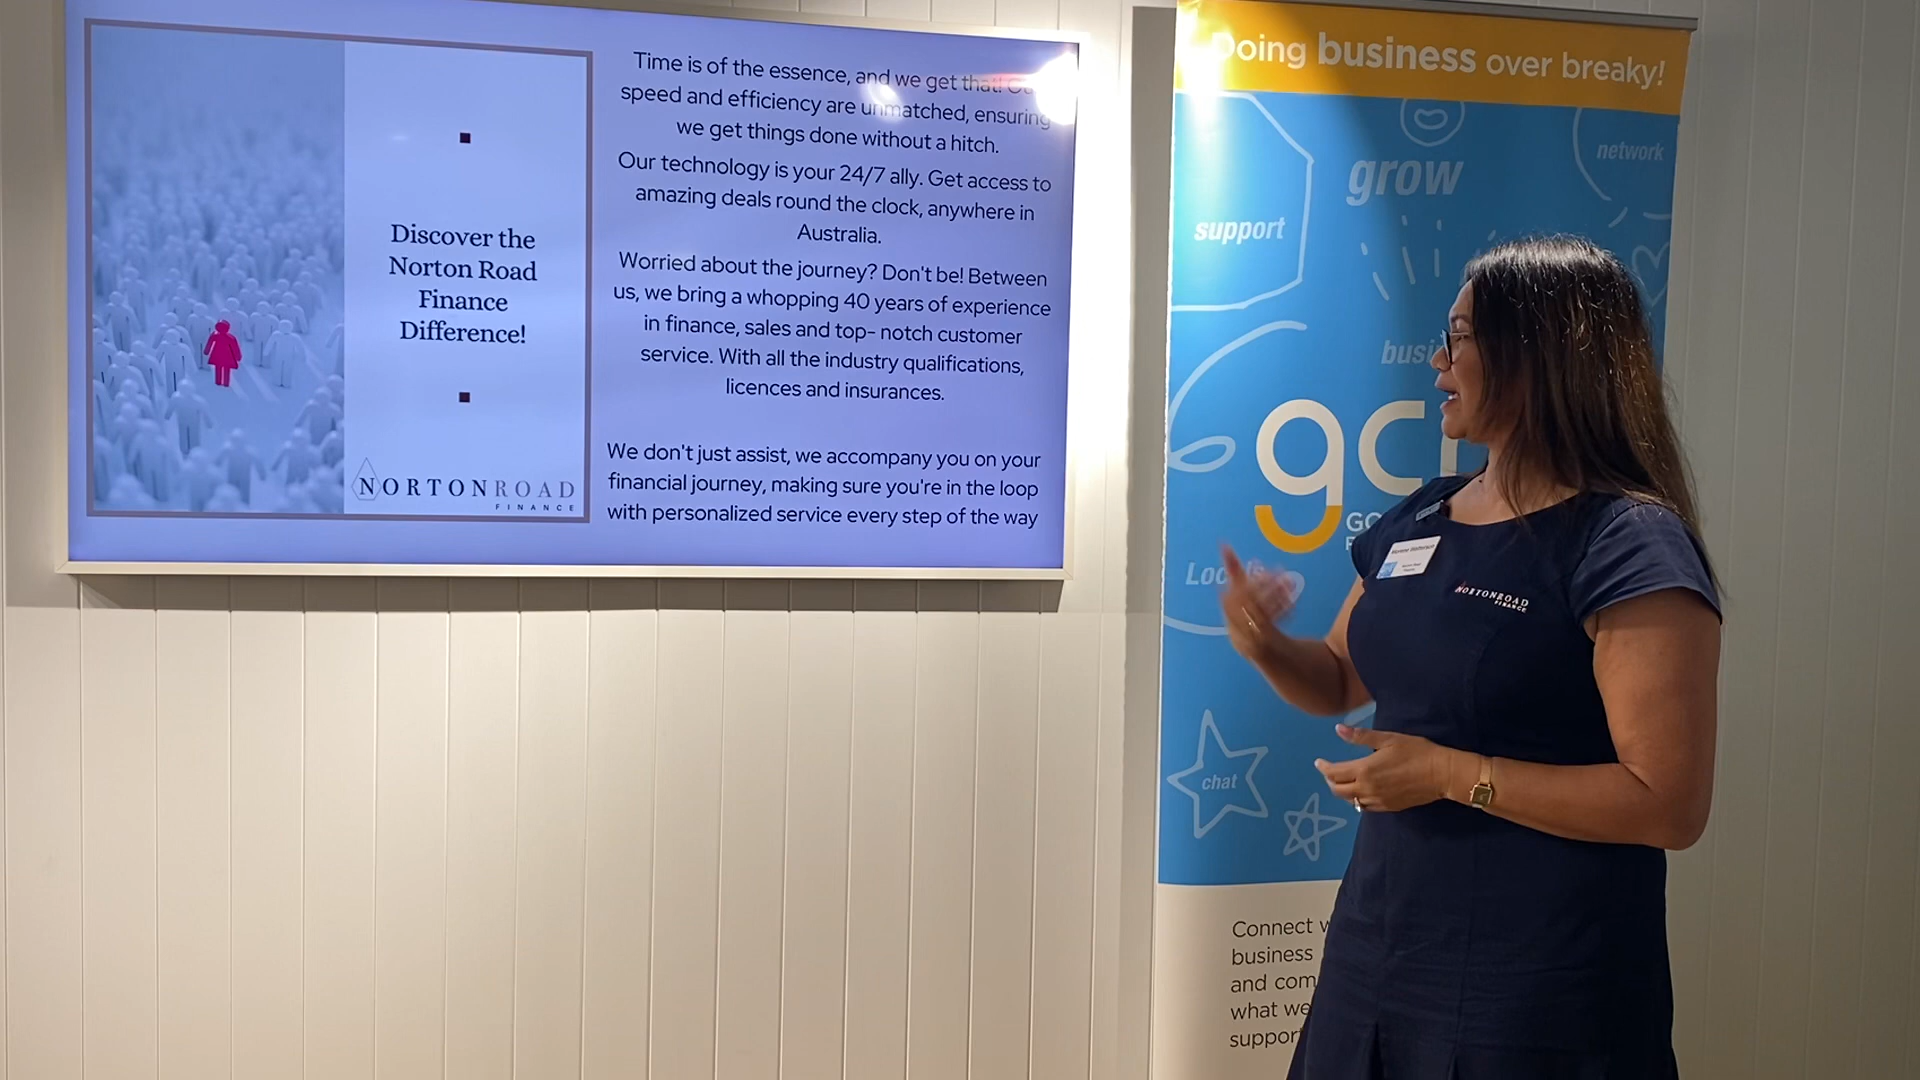 Discover the
Norton Road
Finance
Difference!
NORTONROAD
FINANCE
Time is of the essence, and we get that!
speed and efficiency are unmatched, ensuring
we get things done without a hitch.
Our technology is your 24/7 ally. Get access to
amazing deals round the clock, anywhere in
Australia.
Worried about the journey? Don't be! Between
us, we bring a whopping 40 years of experience
in finance, sales and top- notch customer
service. With all the industry qualifications,
licences and insurances.
We don't just assist, we accompany you on your
financial journey, making sure you're in the loop
with personalized service every step of the way
Doing business over breaky!
grow
network
support
chat
Connect
business
and
what we
NORTONROAD
FINANCE